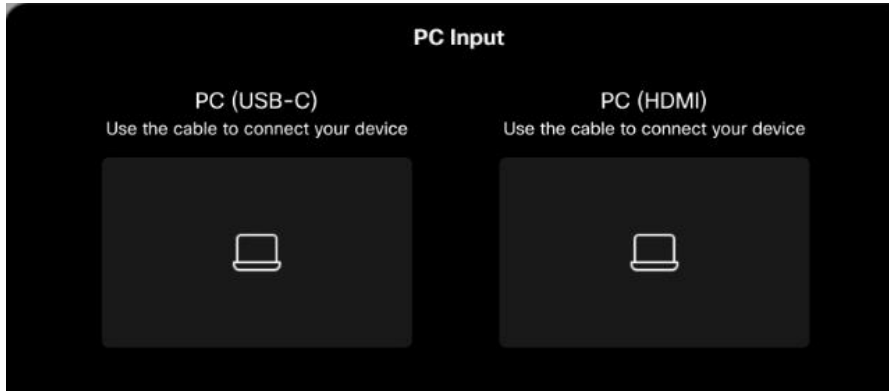 PC Input
PC (USB-C)
Use the cable to connect your device
PC (HDMI)
Use the cable to connect your device